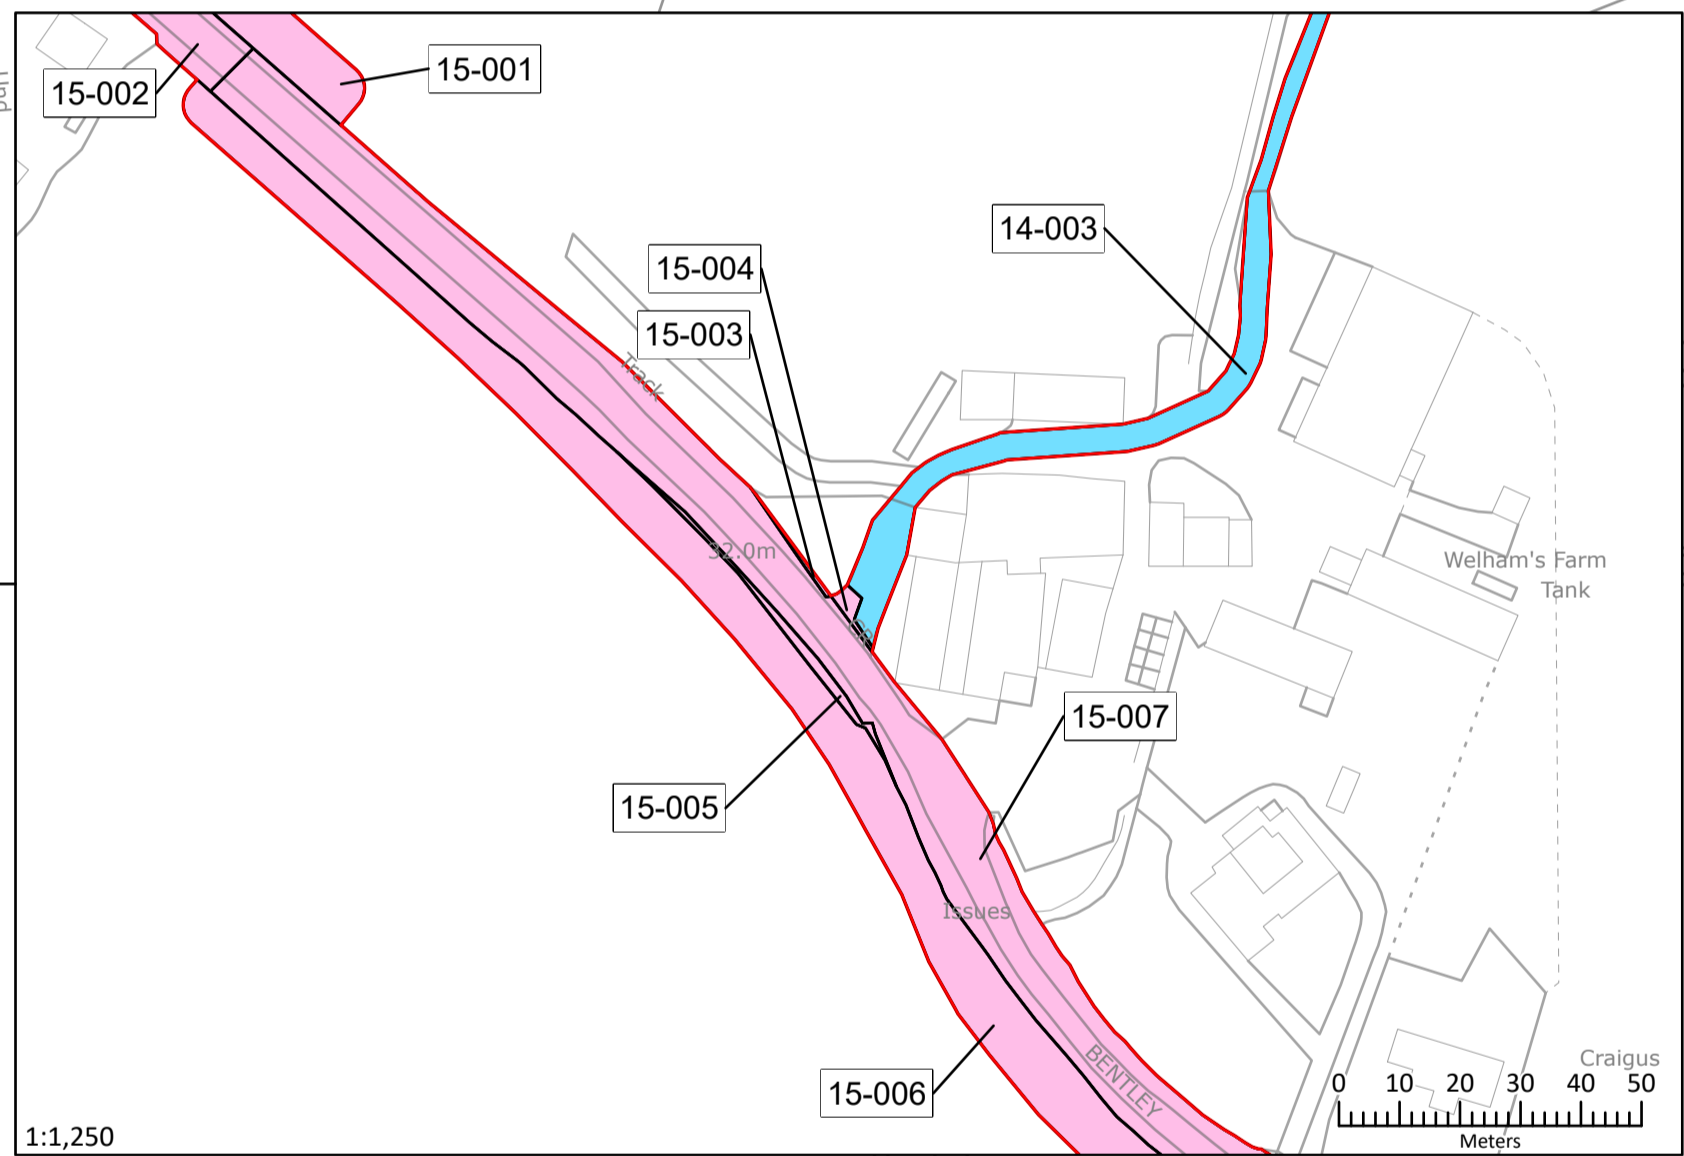 15-001
15-002
14-003
15-004
15-003
Track
32.0m
Welham's Farm
Tank
15-007
15-005
Issues
BENTLEY
15-006
Craigus
0 10 20 30 40 50
Meters
1:1,250